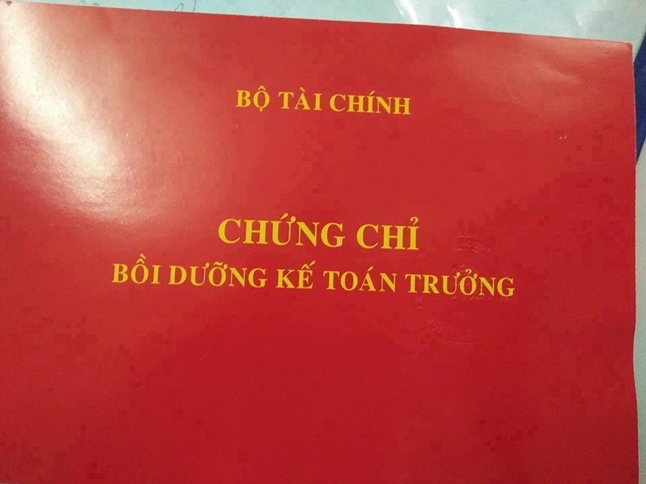 BỘ TÀI CHÍNH
CHỨNG CHỈ
BỒI DƯỠNG KẾ TOÁN TRƯỞNG